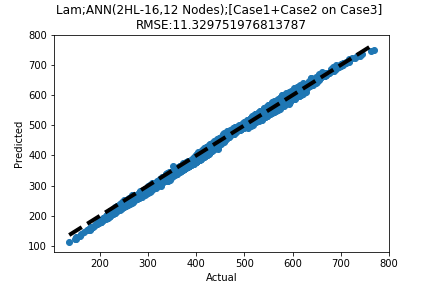 Lam;ANN(2HL-16,12 Nodes);[Case1+Case2 on Case3]
RMSE:11.329751976813787
800
700
600
500
400
300
200
100
Predicted
200 300 400 500 600 700 800
Actual